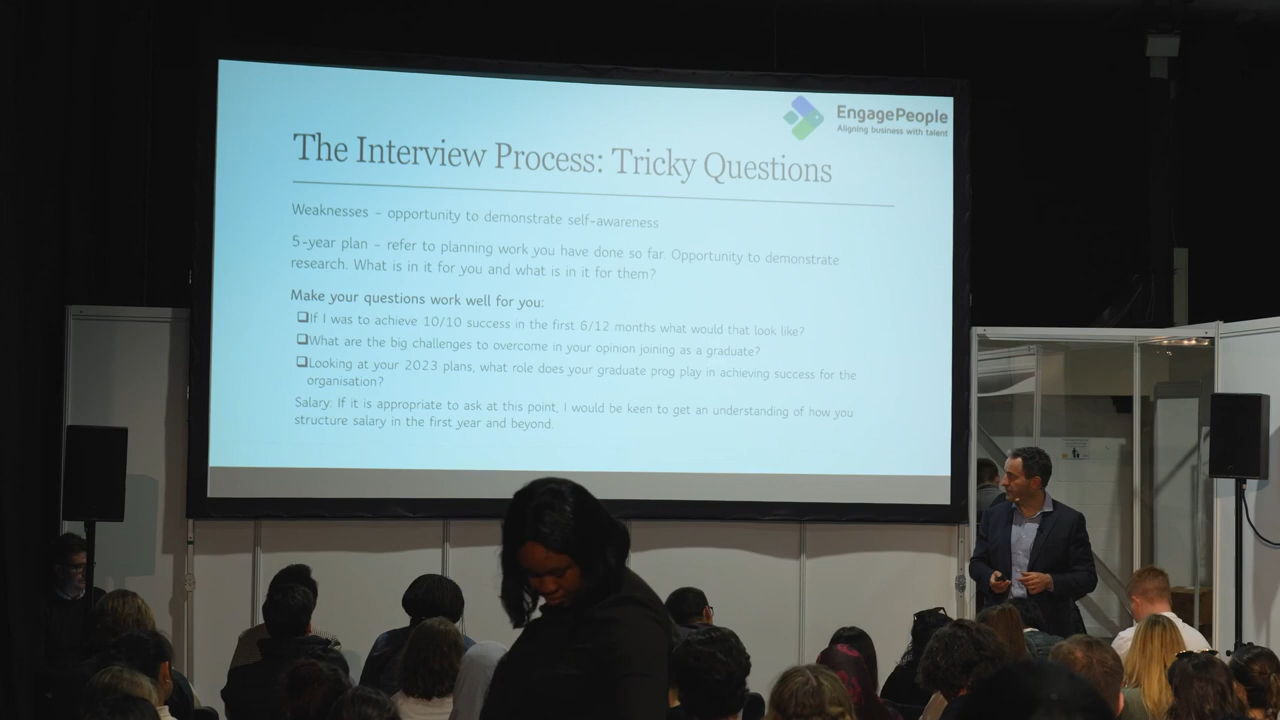 EngagePeople
Aligning business with talent
The Interview Process: Tricky Questions
Weaknesses – opportunity to demonstrate self-awareness
5-year plan – refer to planning work you have done so far. Opportunity to demonstrate
research. What is in it for you and what is in it for them?
Make your questions work well for you:
If I was to achieve 10/10 success in the first 6/12 months what would that look like?
What are the big challenges to overcome in your opinion joining as a graduate?
Looking at your 2023 plans, what role does your graduate prog play in achieving success for the
organisation?
Salary: If it is appropriate to ask at this point, I would be keen to get an understanding of how you
structure salary in the first year and beyond.